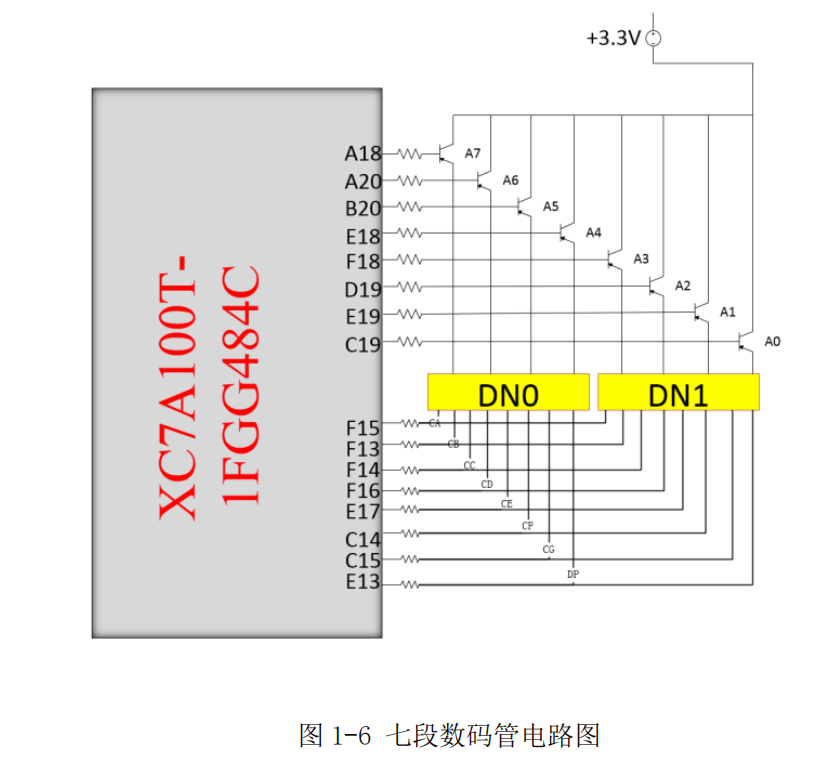 +3.3V
A18
A7
A20
A6
B20
A5
E18
A4
F18
A3
D19
A2
E19
A1
C19
A0
XC7A100T-
1FGG484C
DN0
DN1
F15
CA
F13
CB
F14
CC
F16
CD
E17
CE
C14
CF
C15
CG
E13
DP
图 1-6 七段数码管电路图